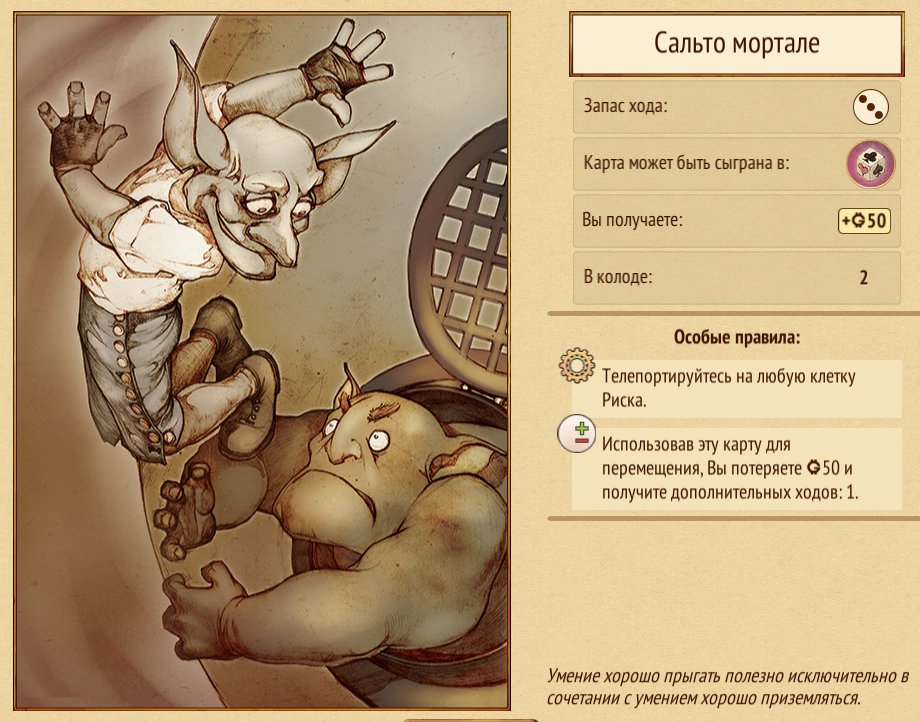 Сальто мортале
Запас хода:
Карта может быть сыграна в:
Вы получаете: +50
В колоде: 2
Особые правила:
Телепортируйтесь на любую клетку
Риска.
Использовав эту карту для
перемещения, Вы потеряете 50 и
получите дополнительных ходов: 1.
Умение хорошо прыгать полезно исключительно в
сочетании с умением хорошо приземляться.